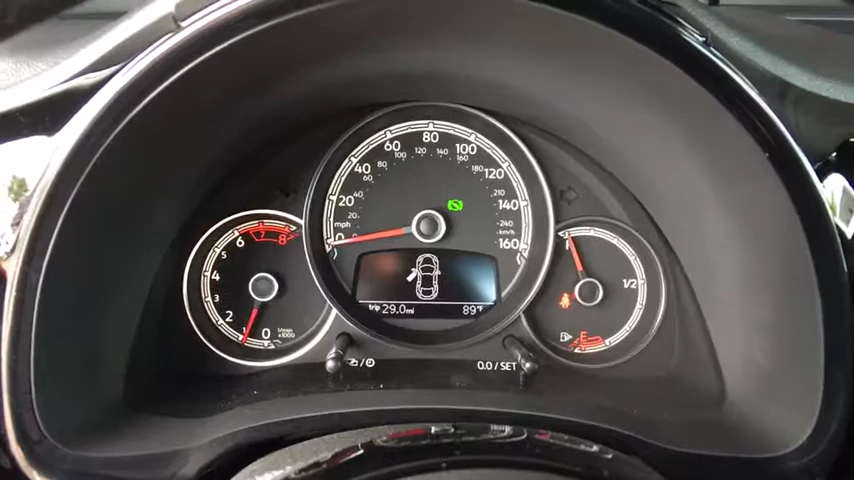 60 80 100
40 120 140
80 160
60 180 120
20 40 210 140
mph 20 240
0 0 km/h 160
trip 29.0mi 89°F
7 8
6
5
4
3
2
1
0
1/min
x1000
1/2
E
0.0 / SET